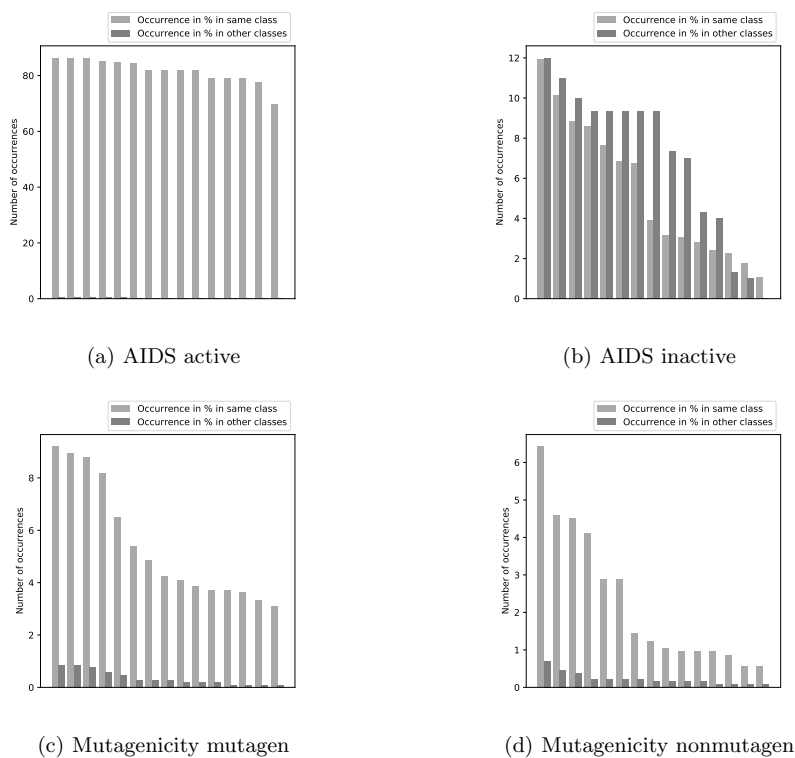 Occurrence in % in same class
Occurrence in % in other classes
80
60
40
20
0
Number of occurrences
(a) AIDS active
Occurrence in % in same class
Occurrence in % in other classes
12
10
8
6
4
2
0
Number of occurrences
(b) AIDS inactive
Occurrence in % in same class
Occurrence in % in other classes
8
6
4
2
0
Number of occurrences
(c) Mutagenicity mutagen
Occurrence in % in same class
Occurrence in % in other classes
6
5
4
3
2
1
0
Number of occurrences
(d) Mutagenicity nonmutagen